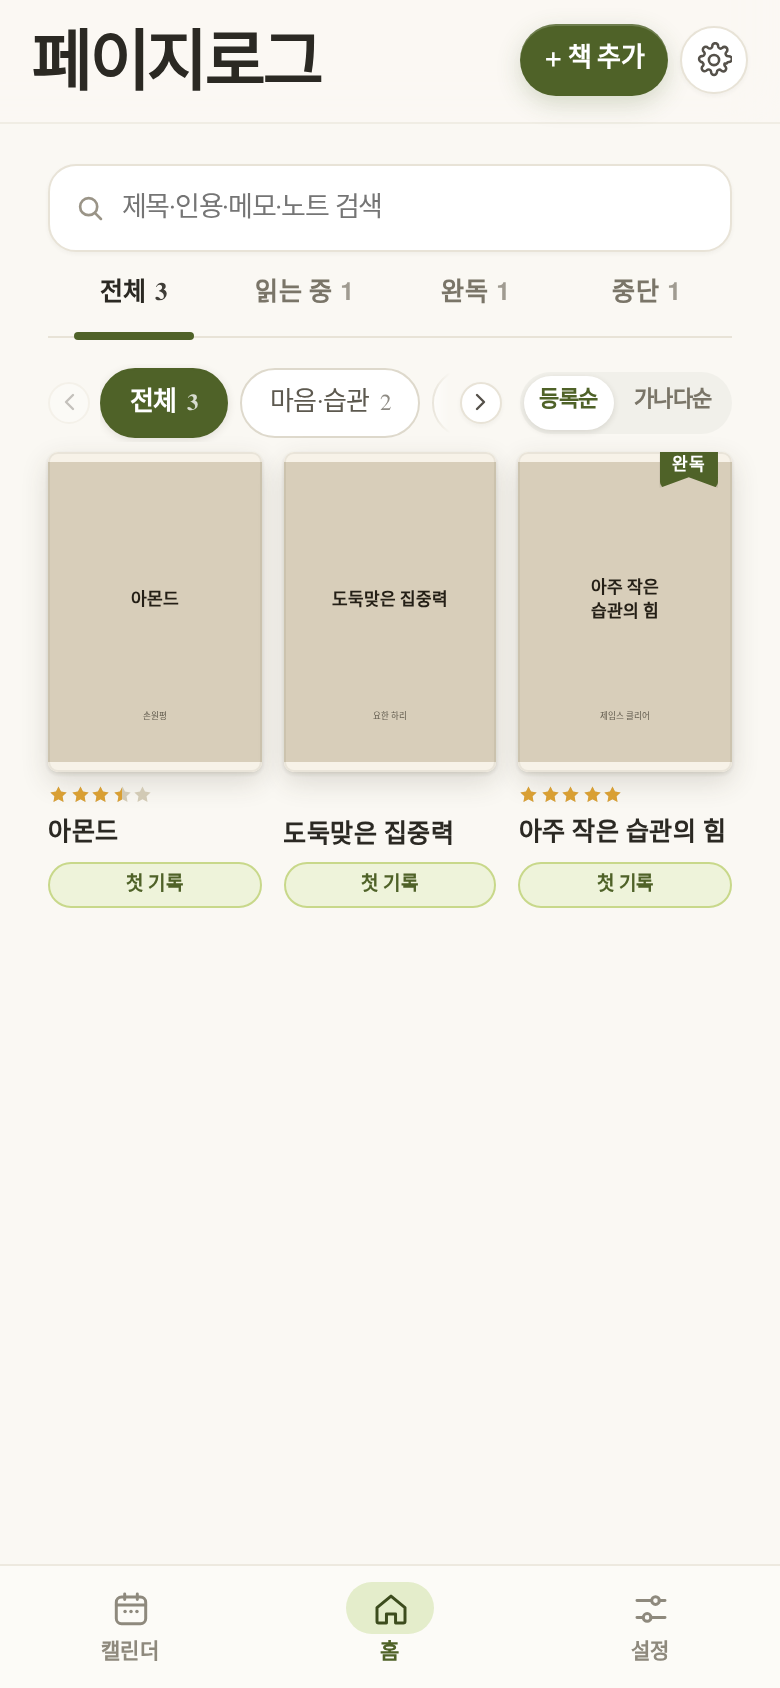 페이지로그
+ 책 추가
제목·인용·메모·노트 검색
전체 3 읽는 중 1 완독 1 중단 1
전체 3 마음·습관 2 등록순 가나다순
완독
아몬드
손원평
도둑맞은 집중력
요한 하리
아주 작은
습관의 힘
제임스 클리어
아몬드 도둑맞은 집중력 아주 작은 습관의 힘
첫 기록 첫 기록 첫 기록
캘린더 홈 설정